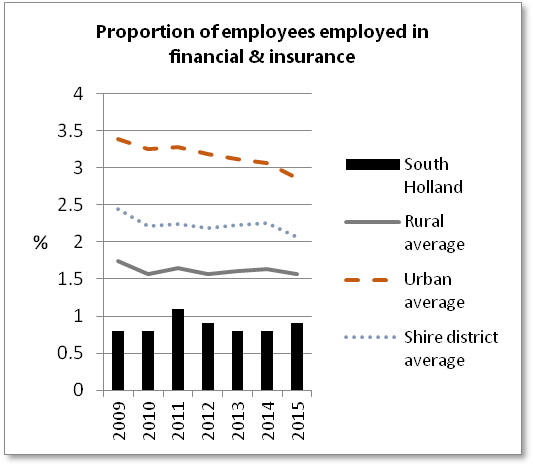 Proportion of employees employed in
financial & insurance
4
3.5
3
2.5
2
1.5
1
0.5
0
%
2009
2010
2011
2012
2013
2014
2015
South
Holland
Rural
average
Urban
average
Shire district
average